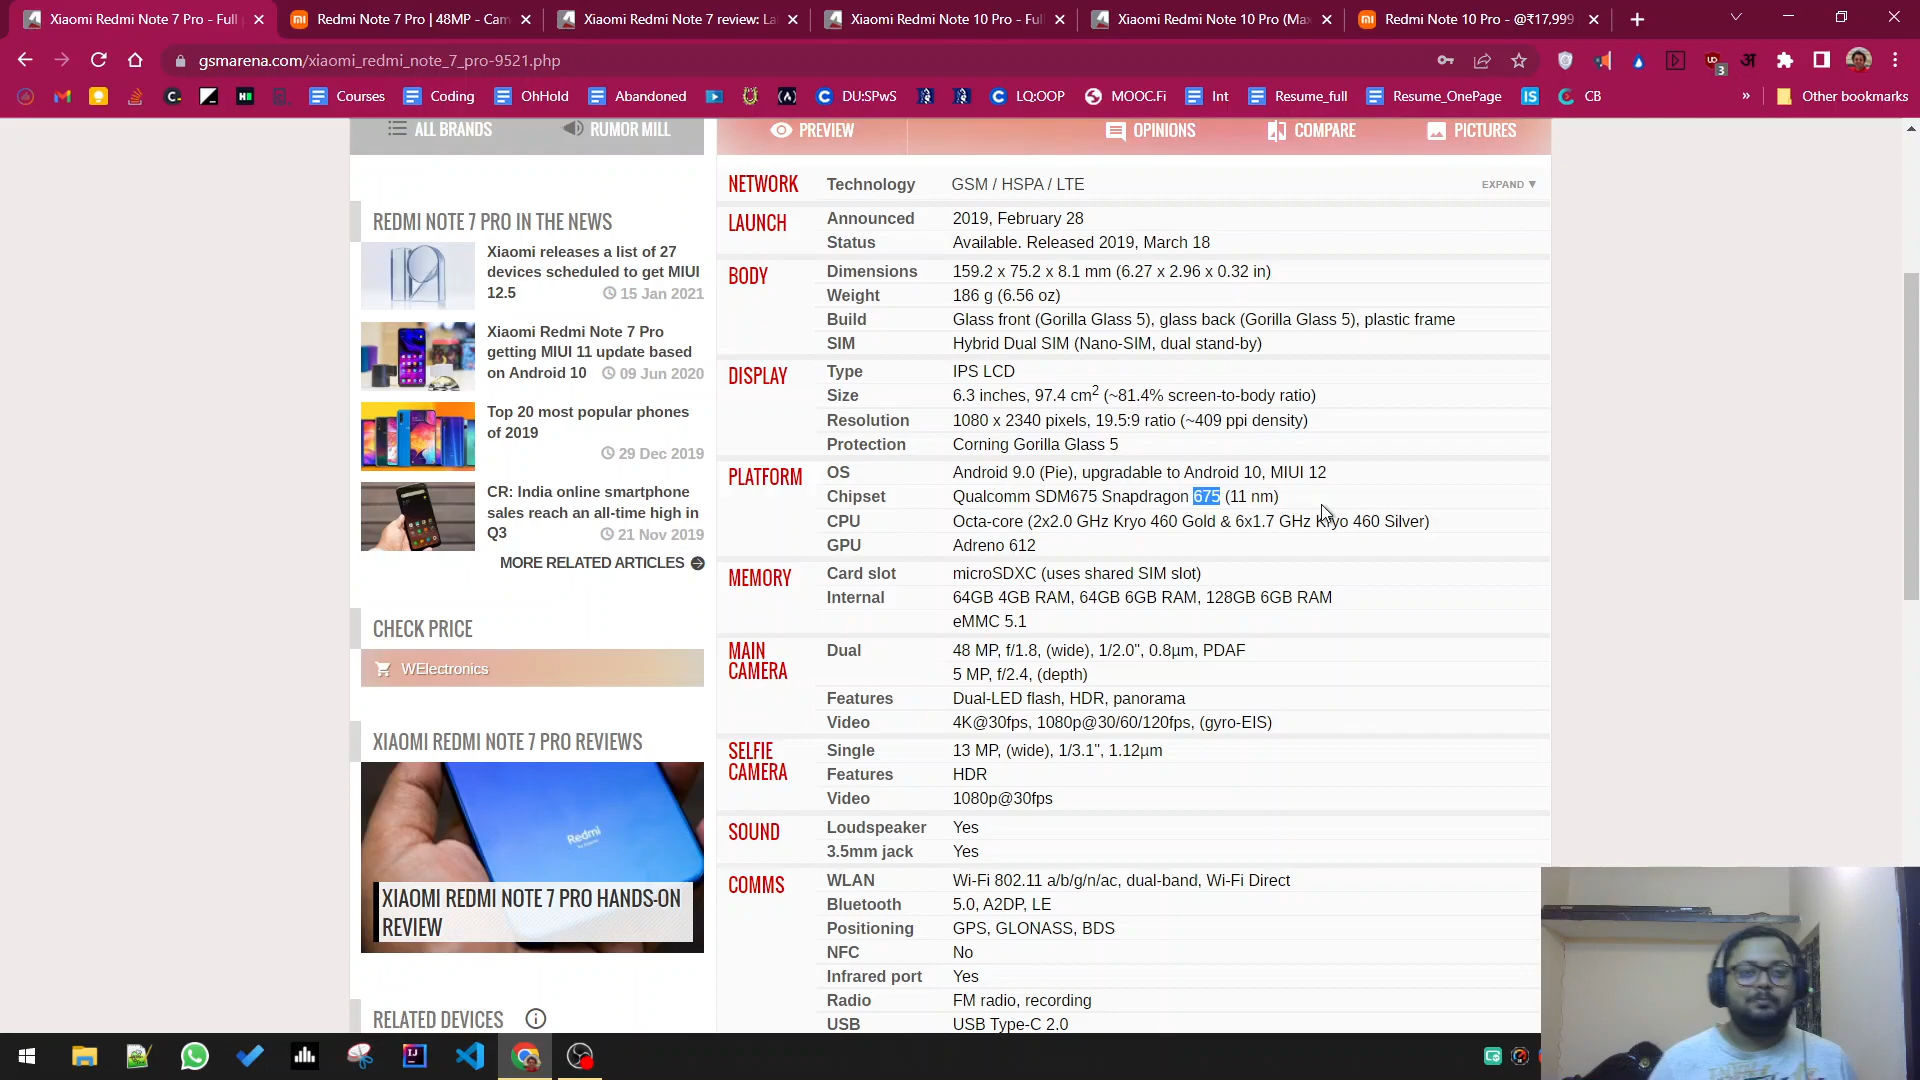 Xiaomi Redmi Note 7 Pro - Full
Redmi Note 7 Pro | 48MP - Cam
Xiaomi Redmi Note 7 review: La
Xiaomi Redmi Note 10 Pro - Full
Xiaomi Redmi Note 10 Pro (Max
Redmi Note 10 Pro - @₹17,999
gsmarena.com/xiaomi_redmi_note_7_pro-9521.php
Courses
Coding
OhHold
Abandoned
DU:SPwS
LQ:OOP
MOOC.Fi
Int
Resume_full
Resume_OnePage
CB
»
Other bookmarks
ALL BRANDS
RUMOR MILL
PREVIEW
OPINIONS
COMPARE
PICTURES
REDMI NOTE 7 PRO IN THE NEWS
Xiaomi releases a list of 27
devices scheduled to get MIUI
12.5 15 Jan 2021
Xiaomi Redmi Note 7 Pro
getting MIUI 11 update based
on Android 10 09 Jun 2020
Top 20 most popular phones
of 2019
29 Dec 2019
CR: India online smartphone
sales reach an all-time high in
Q3 21 Nov 2019
MORE RELATED ARTICLES
CHECK PRICE
WElectronics
XIAOMI REDMI NOTE 7 PRO REVIEWS
Redmi
XIAOMI REDMI NOTE 7 PRO HANDS-ON
REVIEW
RELATED DEVICES
NETWORK Technology GSM / HSPA / LTE EXPAND ▼
LAUNCH Announced 2019, February 28
Status Available. Released 2019, March 18
BODY Dimensions 159.2 x 75.2 x 8.1 mm (6.27 x 2.96 x 0.32 in)
Weight 186 g (6.56 oz)
Build Glass front (Gorilla Glass 5), glass back (Gorilla Glass 5), plastic frame
SIM Hybrid Dual SIM (Nano-SIM, dual stand-by)
DISPLAY Type IPS LCD
Size 6.3 inches, 97.4 cm2 (~81.4% screen-to-body ratio)
Resolution 1080 x 2340 pixels, 19.5:9 ratio (~409 ppi density)
Protection Corning Gorilla Glass 5
PLATFORM OS Android 9.0 (Pie), upgradable to Android 10, MIUI 12
Chipset Qualcomm SDM675 Snapdragon 675 (11 nm)
CPU Octa-core (2x2.0 GHz Kryo 460 Gold & 6x1.7 GHz Kryo 460 Silver)
GPU Adreno 612
MEMORY Card slot microSDXC (uses shared SIM slot)
Internal 64GB 4GB RAM, 64GB 6GB RAM, 128GB 6GB RAM
eMMC 5.1
MAIN CAMERA Dual 48 MP, f/1.8, (wide), 1/2.0", 0.8µm, PDAF
5 MP, f/2.4, (depth)
Features Dual-LED flash, HDR, panorama
Video 4K@30fps, 1080p@30/60/120fps, (gyro-EIS)
SELFIE CAMERA Single 13 MP, (wide), 1/3.1", 1.12µm
Features HDR
Video 1080p@30fps
SOUND Loudspeaker Yes
3.5mm jack Yes
COMMS WLAN Wi-Fi 802.11 a/b/g/n/ac, dual-band, Wi-Fi Direct
Bluetooth 5.0, A2DP, LE
Positioning GPS, GLONASS, BDS
NFC No
Infrared port Yes
Radio FM radio, recording
USB USB Type-C 2.0